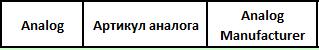 Analog
Артикул аналога
Analog
Manufacturer